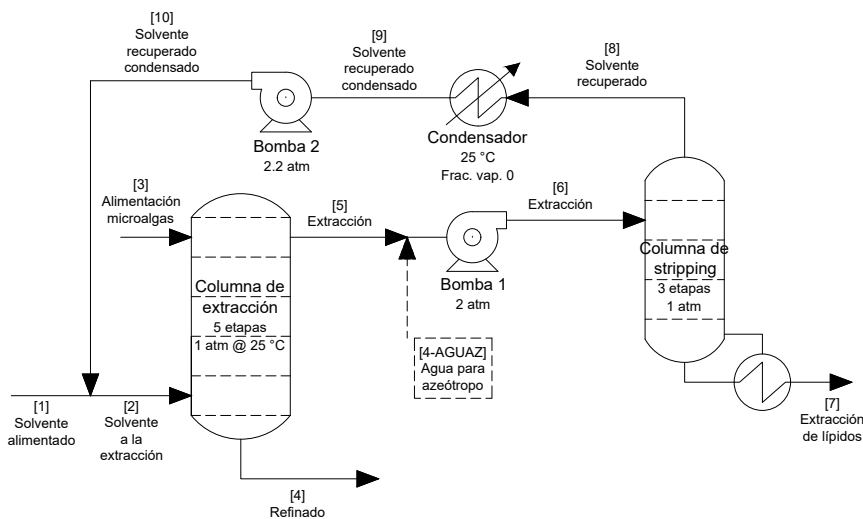 [10]
Solvente
recuperado
condensado
[9]
Solvente
recuperado
condensado
[8]
Solvente
recuperado
Bomba 2
2.2 atm
Condensador
25 °C
Frac. vap. 0
[3]
Alimentación
microalgas
[5]
Extracción
[6]
Extracción
Columna de
extracción
5 etapas
1 atm @ 25 °C
Bomba 1
2 atm
Columna de
stripping
3 etapas
1 atm
[4-AGUAZ]
Agua para
azeótropo
[1]
Solvente
alimentado
[2]
Solvente
a la
extracción
[7]
Extracción
de lípidos
[4]
Refinado